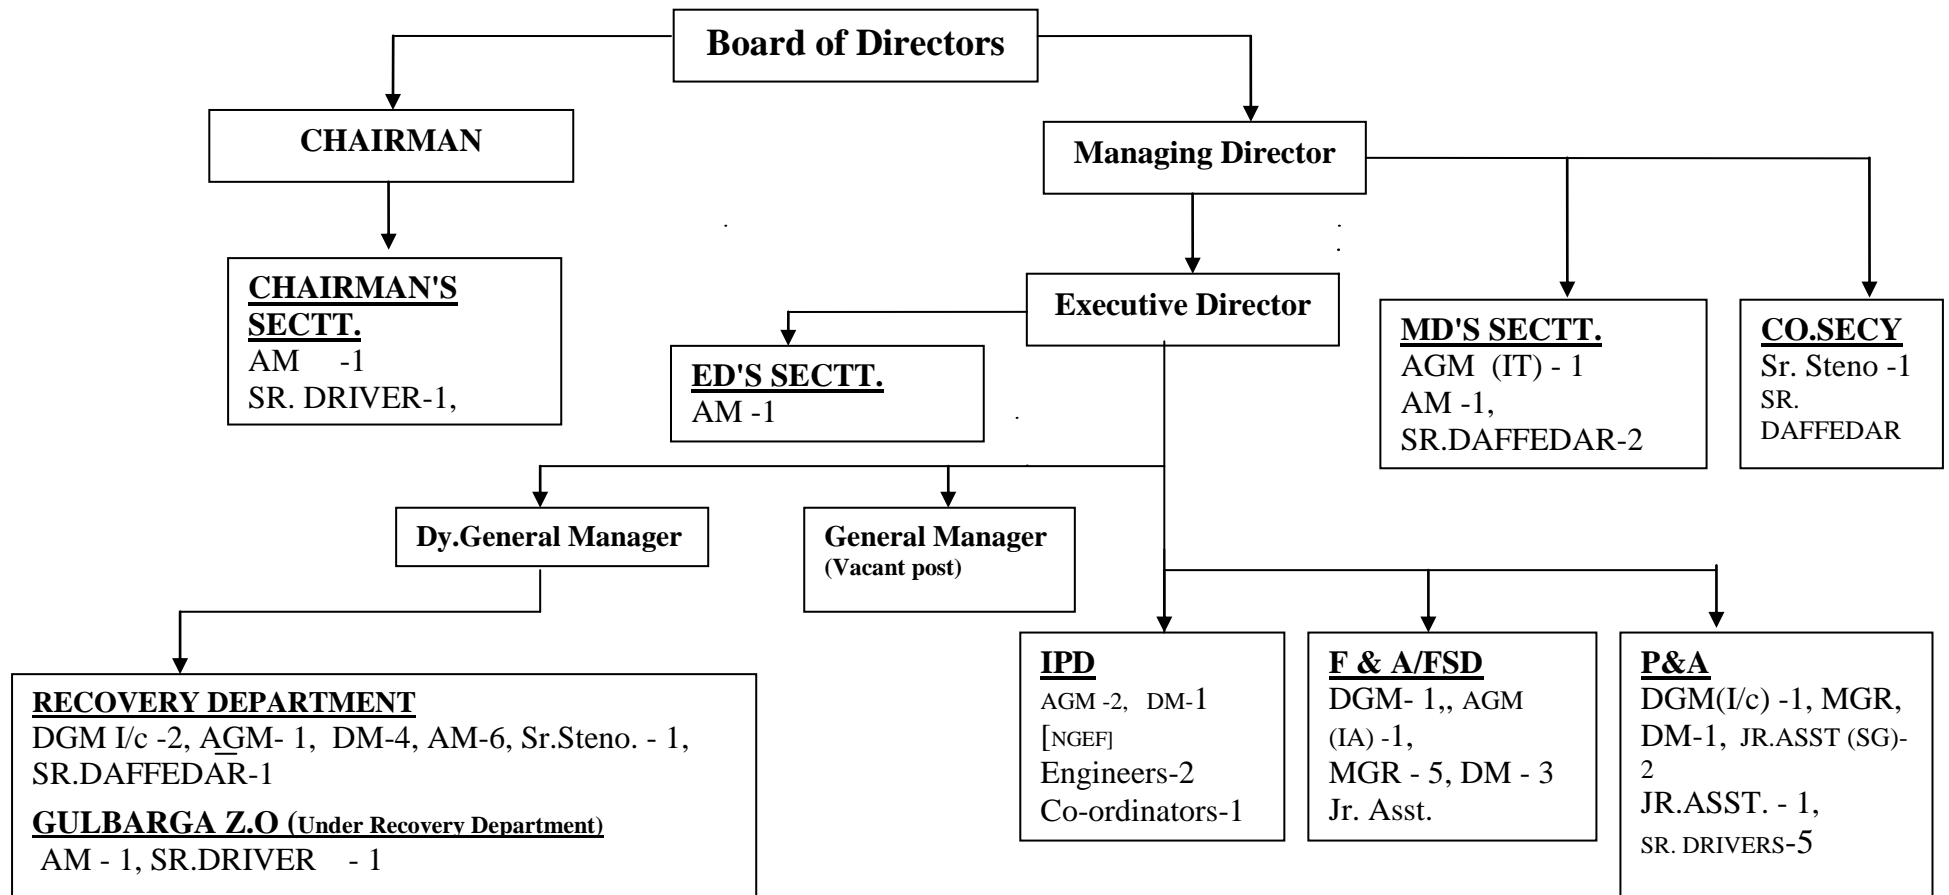 Board of Directors
CHAIRMAN
Managing Director
CHAIRMAN'S
SECTT.
AM -1
SR. DRIVER-1,
Executive Director
ED'S SECTT.
AM -1
MD'S SECTT.
AGM (IT) - 1
AM -1,
SR.DAFFEDAR-2
CO.SECY
Sr. Steno -1
SR.
DAFFEDAR
Dy.General Manager
General Manager
(Vacant post)
RECOVERY DEPARTMENT
DGM I/c -2, AGM- 1, DM-4, AM-6, Sr.Steno. - 1,
SR.DAFFEDAR-1
GULBARGA Z.O (Under Recovery Department)
AM - 1, SR.DRIVER - 1
IPD
AGM -2, DM-1
[NGEF]
Engineers-2
Co-ordinators-1
F & A/FSD
DGM- 1,, AGM
(IA) -1,
MGR - 5, DM - 3
Jr. Asst.
P&A
DGM(I/c) -1, MGR,
DM-1, JR.ASST (SG)-
2
JR.ASST. - 1,
SR. DRIVERS-5